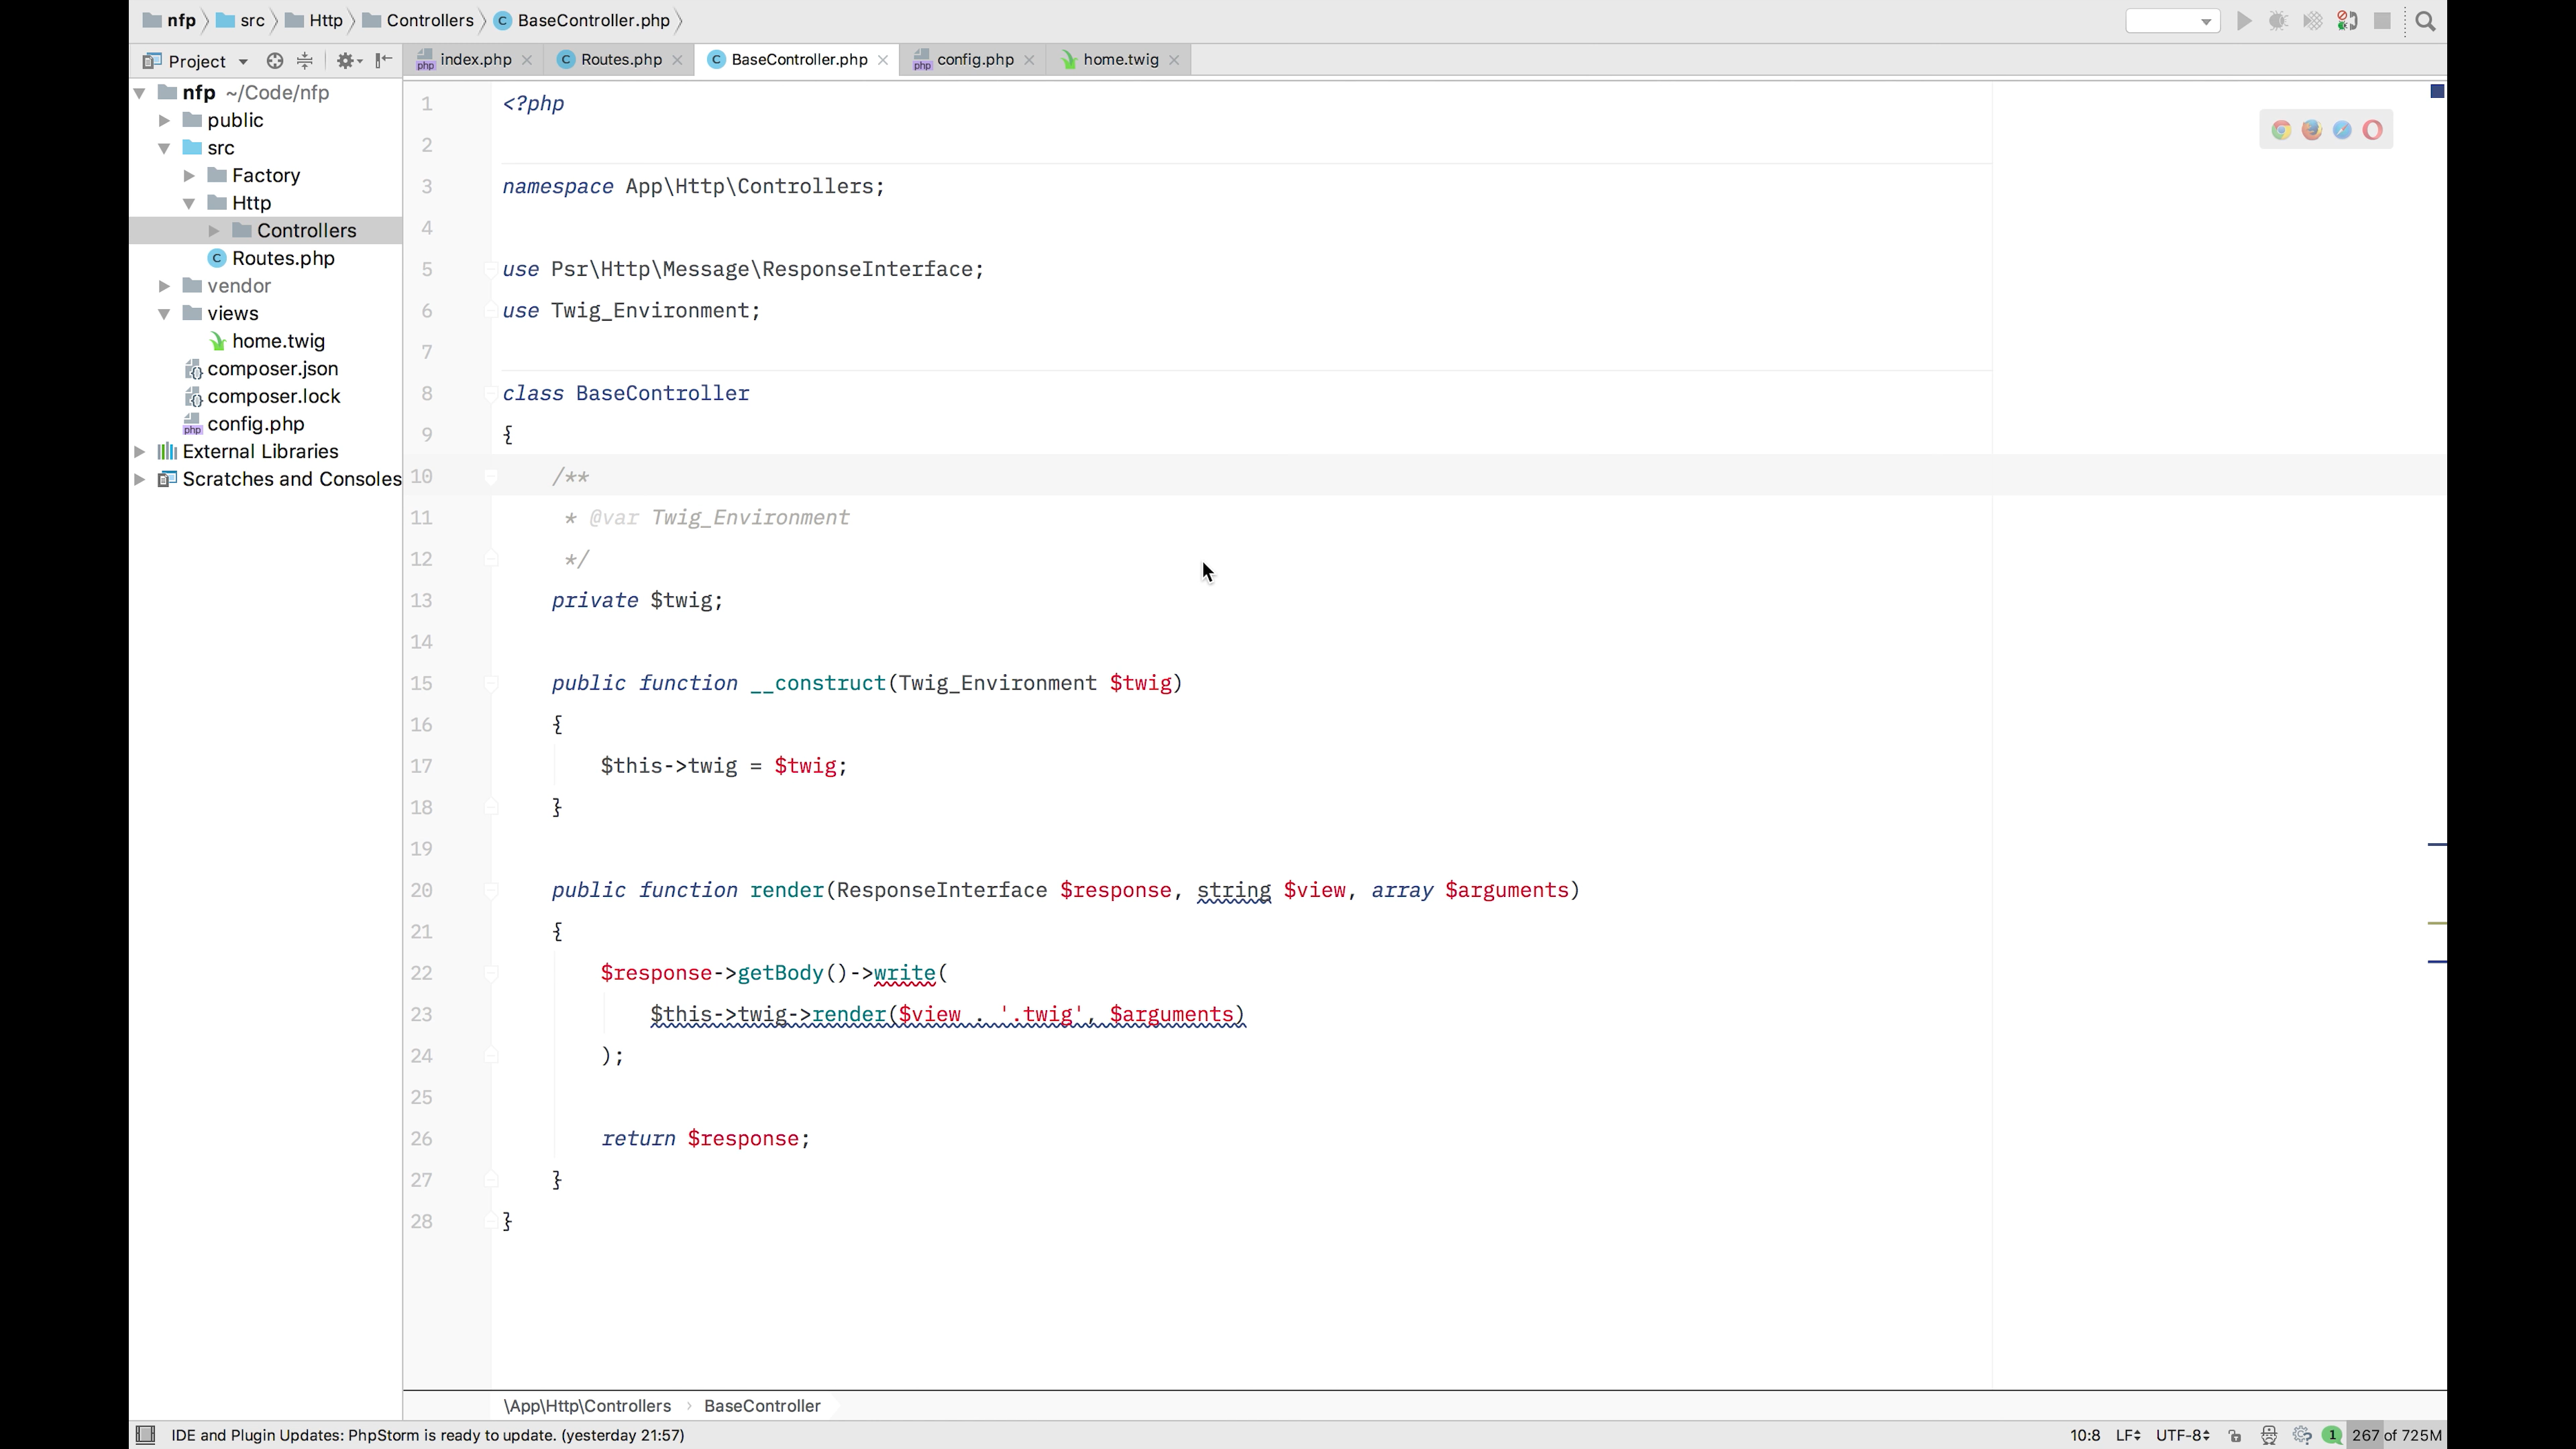 nfp src Http Controllers BaseController.php
Project
index.php Routes.php BaseController.php config.php home.twig
nfp ~/Code/nfp
public
src
Factory
Http
Controllers
Routes.php
vendor
views
home.twig
composer.json
composer.lock
config.php
External Libraries
Scratches and Consoles
1 <?php
2
3 namespace App\Http\Controllers;
4
5 use Psr\Http\Message\ResponseInterface;
6 use Twig_Environment;
7
8 class BaseController
9 {
10 /**
11 * @var Twig_Environment
12 */
13 private $twig;
14
15 public function __construct(Twig_Environment $twig)
16 {
17 $this->twig = $twig;
18 }
19
20 public function render(ResponseInterface $response, string $view, array $arguments)
21 {
22 $response->getBody()->write(
23 $this->twig->render($view . '.twig', $arguments)
24 );
25
26 return $response;
27 }
28 }
\App\Http\Controllers › BaseController
IDE and Plugin Updates: PhpStorm is ready to update. (yesterday 21:57) 10:8 LF UTF-8 1 267 of 725M